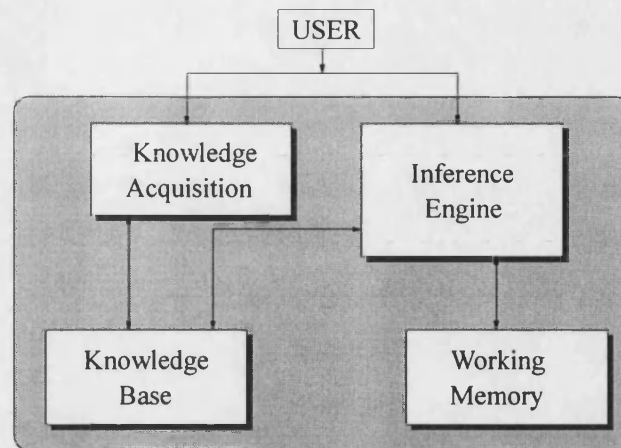 USER
Knowledge
Acquisition
Inference
Engine
Knowledge
Base
Working
Memory